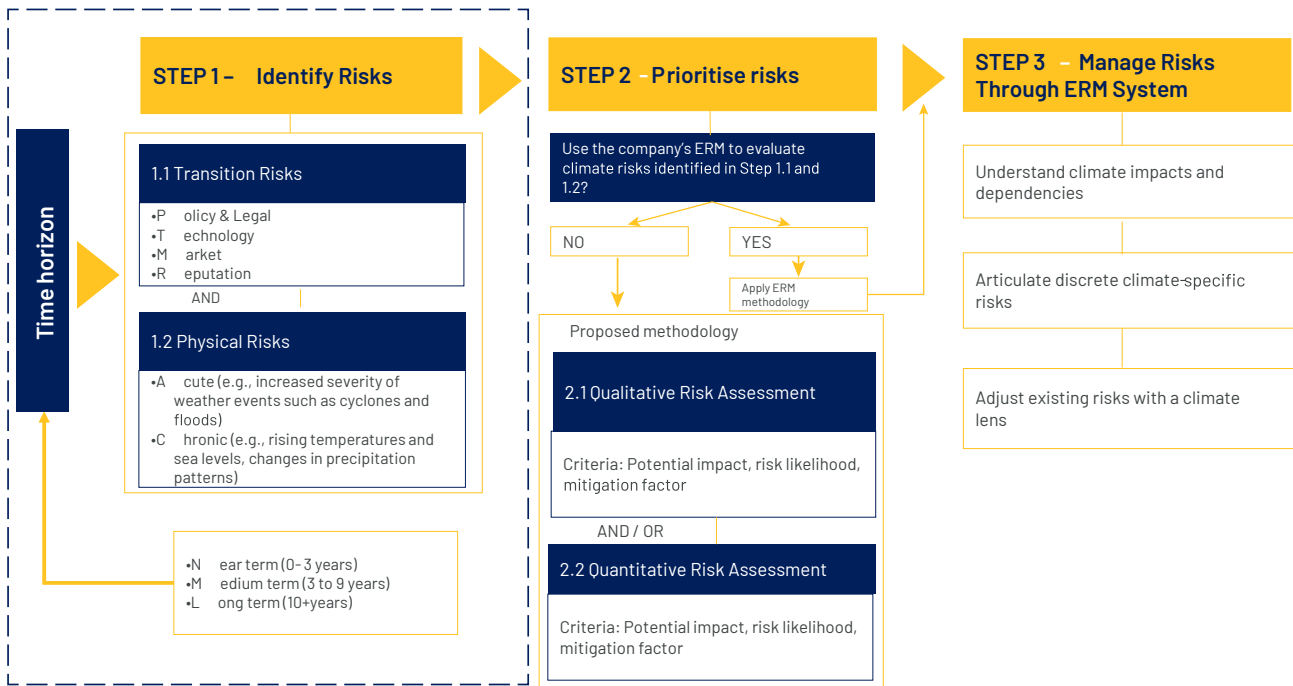 STEP 1 – Identify Risks
Time horizon
1.1 Transition Risks
•P olicy & Legal
•T echnology
•M arket
•R eputation
AND
1.2 Physical Risks
•A cute (e.g., increased severity of
weather events such as cyclones and
floods)
•C hronic (e.g., rising temperatures and
sea levels, changes in precipitation
patterns)
•N ear term (0- 3 years)
•M edium term (3 to 9 years)
•L ong term (10+years)
STEP 2 - Prioritise risks
Use the company's ERM to evaluate
climate risks identified in Step 1.1 and
1.2?
NO
YES
Apply ERM
methodology
Proposed methodology
2.1 Qualitative Risk Assessment
Criteria: Potential impact, risk likelihood,
mitigation factor
AND / OR
2.2 Quantitative Risk Assessment
Criteria: Potential impact, risk likelihood,
mitigation factor
STEP 3 – Manage Risks
Through ERM System
Understand climate impacts and
dependencies
Articulate discrete climate-specific
risks
Adjust existing risks with a climate
lens